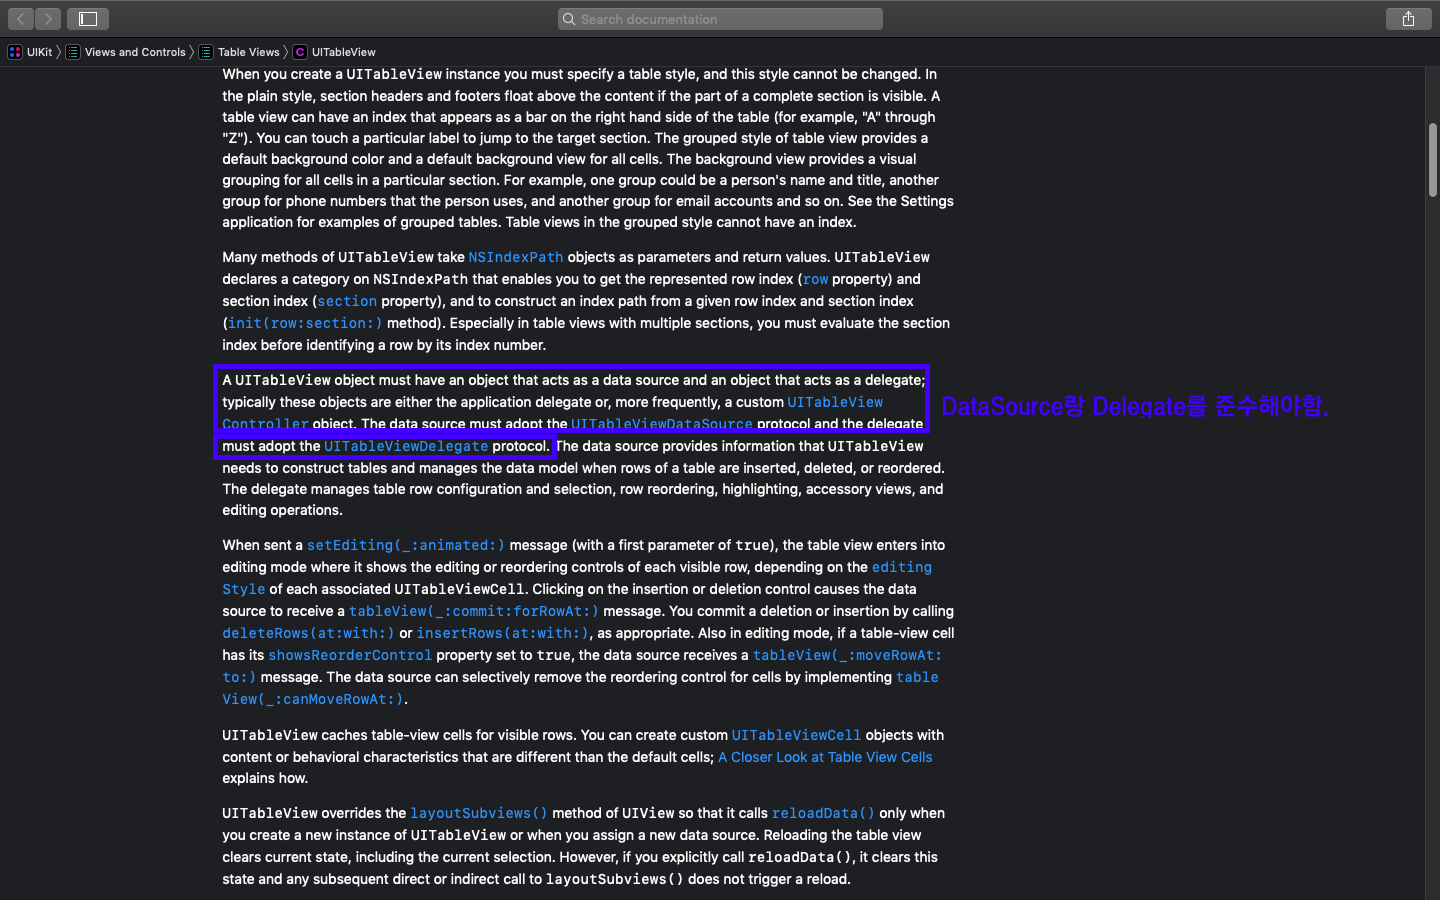 Search documentation
UIKit 〉 Views and Controls 〉 Table Views 〉 C UITableView
When you create a UITableView instance you must specify a table style, and this style cannot be changed. In
the plain style, section headers and footers float above the content if the part of a complete section is visible. A
table view can have an index that appears as a bar on the right hand side of the table (for example, "A" through
"Z"). You can touch a particular label to jump to the target section. The grouped style of table view provides a
default background color and a default background view for all cells. The background view provides a visual
grouping for all cells in a particular section. For example, one group could be a person's name and title, another
group for phone numbers that the person uses, and another group for email accounts and so on. See the Settings
application for examples of grouped tables. Table views in the grouped style cannot have an index.
Many methods of UITableView take NSIndexPath objects as parameters and return values. UITableView
declares a category on NSIndexPath that enables you to get the represented row index (row property) and
section index (section property), and to construct an index path from a given row index and section index
(init(row:section:) method). Especially in table views with multiple sections, you must evaluate the section
index before identifying a row by its index number.
A UITableView object must have an object that acts as a data source and an object that acts as a delegate;
typically these objects are either the application delegate or, more frequently, a custom UITableView
Controller object. The data source must adopt the UITableViewDataSource protocol and the delegate
must adopt the UITableViewDelegate protocol. The data source provides information that UITableView
needs to construct tables and manages the data model when rows of a table are inserted, deleted, or reordered.
The delegate manages table row configuration and selection, row reordering, highlighting, accessory views, and
editing operations.
DataSource랑 Delegate를 준수해야함.
When sent a setEditing(_:animated:) message (with a first parameter of true), the table view enters into
editing mode where it shows the editing or reordering controls of each visible row, depending on the editing
Style of each associated UITableViewCell. Clicking on the insertion or deletion control causes the data
source to receive a tableView(_:commit:forRowAt:) message. You commit a deletion or insertion by calling
deleteRows(at:with:) or insertRows(at:with:), as appropriate. Also in editing mode, if a table-view cell
has its showsReorderControl property set to true, the data source receives a tableView(_:moveRowAt:
to:) message. The data source can selectively remove the reordering control for cells by implementing table
View(_:canMoveRowAt:).
UITableView caches table-view cells for visible rows. You can create custom UITableViewCell objects with
content or behavioral characteristics that are different than the default cells; A Closer Look at Table View Cells
explains how.
UITableView overrides the layoutSubviews() method of UIView so that it calls reloadData() only when
you create a new instance of UITableView or when you assign a new data source. Reloading the table view
clears current state, including the current selection. However, if you explicitly call reloadData(), it clears this
state and any subsequent direct or indirect call to layoutSubviews() does not trigger a reload.